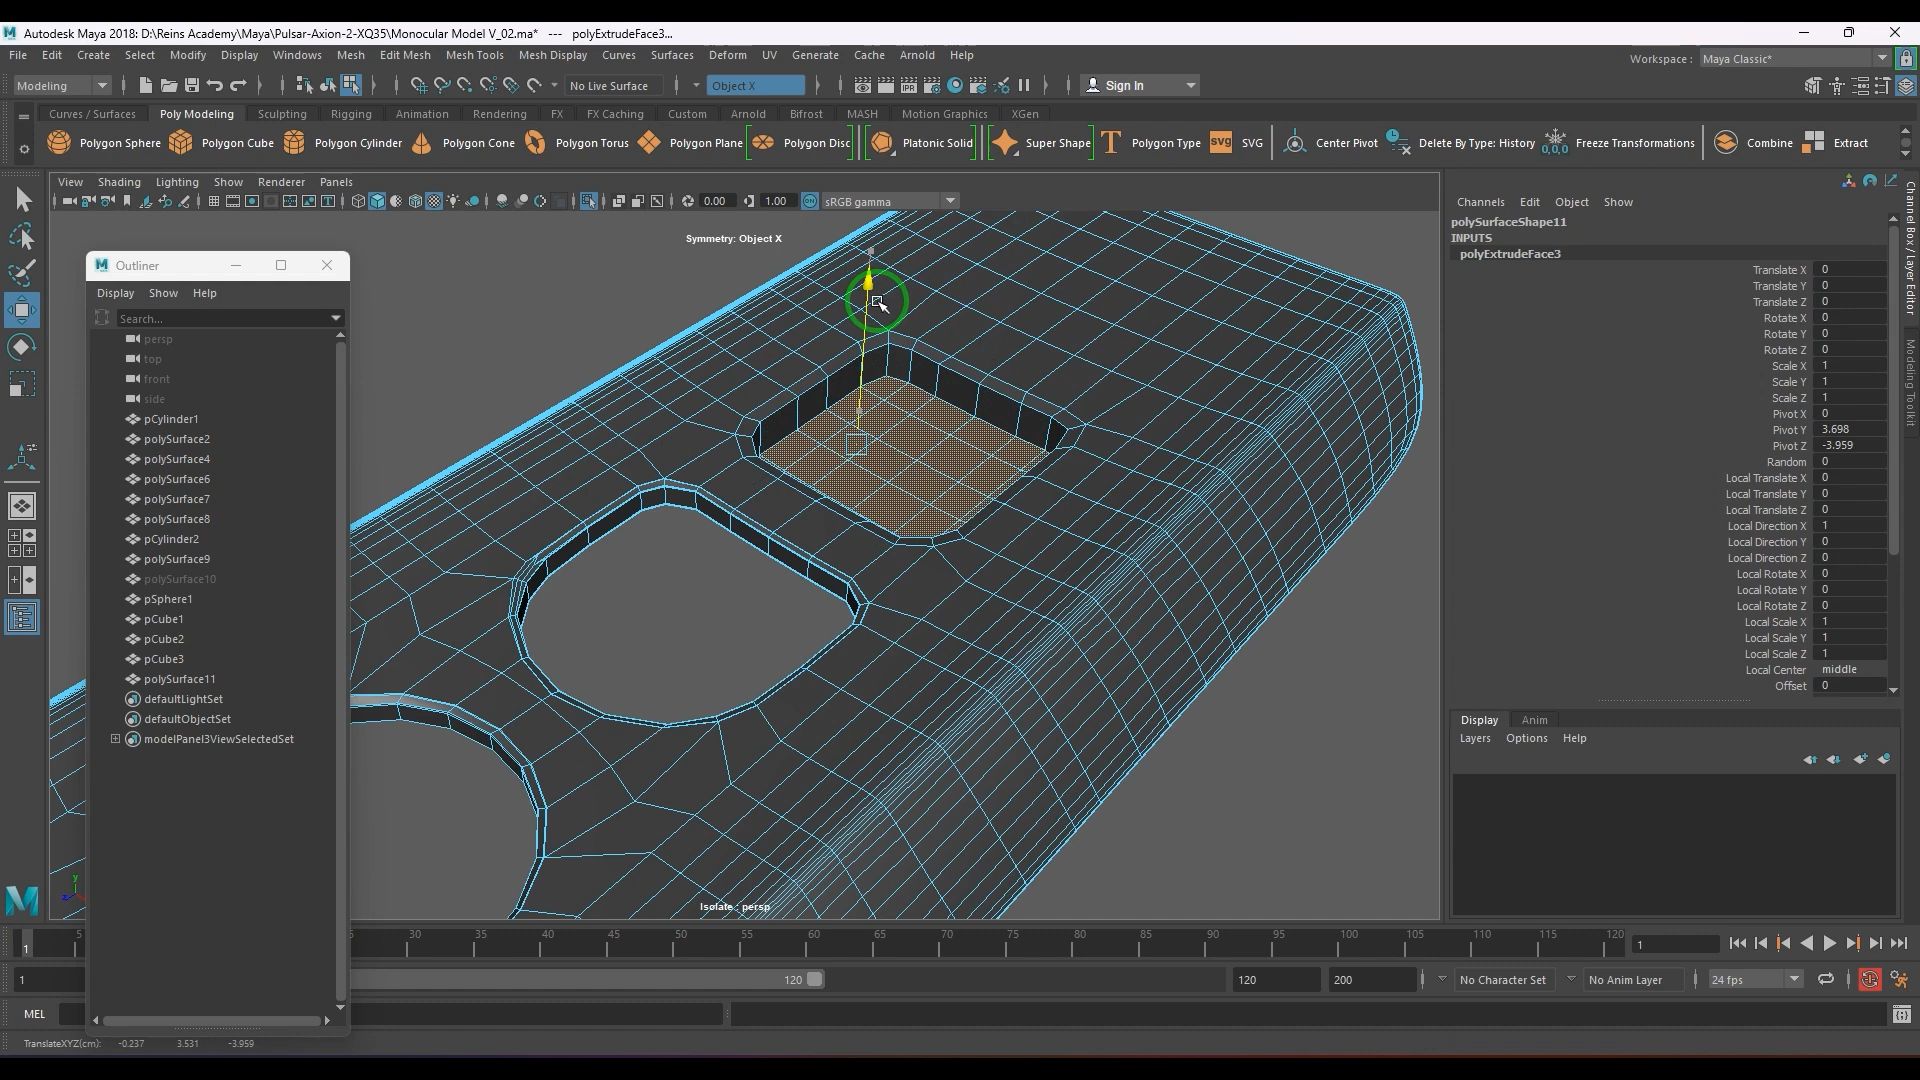 Autodesk Maya 2018: D:\Reins Academy\Maya\Pulsar-Axion-2-XQ35\Monocular Model V_02.ma* --- polyExtrudeFace3...
File Edit Create Select Modify Display Windows Mesh Edit Mesh Mesh Tools Mesh Display Curves Surfaces Deform UV Generate Cache Arnold Help
Workspace : Maya Classic*
Modeling No Live Surface Object X Sign In
Curves / Surfaces Poly Modeling Sculpting Rigging Animation Rendering FX FX Caching Custom Arnold Bifrost MASH Motion Graphics XGen
Polygon Sphere Polygon Cube Polygon Cylinder Polygon Cone Polygon Torus Polygon Plane Polygon Disc Platonic Solid Super Shape Polygon Type SVG SVG Center Pivot Delete By Type: History 0,0,0 Freeze Transformations Combine Extract
View Shading Lighting Show Renderer Panels
0.00 1.00 sRGB gamma
Symmetry: Object X
Outliner
Display Show Help
Search...
persp
top
front
side
pCylinder1
polySurface2
polySurface4
polySurface6
polySurface7
polySurface8
pCylinder2
polySurface9
polySurface10
pSphere1
pCube1
pCube2
pCube3
polySurface11
defaultLightSet
defaultObjectSet
modelPanel3ViewSelectedSet
y
z
Isolate : persp
Channels Edit Object Show
polySurfaceShape11
INPUTS
polyExtrudeFace3
Translate X 0
Translate Y 0
Translate Z 0
Rotate X 0
Rotate Y 0
Rotate Z 0
Scale X 1
Scale Y 1
Scale Z 1
Pivot X 0
Pivot Y 3.698
Pivot Z -3.959
Random 0
Local Translate X 0
Local Translate Y 0
Local Translate Z 0
Local Direction X 1
Local Direction Y 0
Local Direction Z 0
Local Rotate X 0
Local Rotate Y 0
Local Rotate Z 0
Local Scale X 1
Local Scale Y 1
Local Scale Z 1
Local Center middle
Offset 0
Channel Box / Layer Editor
Modeling Toolkit
Display Anim
Layers Options Help
1 5 30 35 40 45 50 55 60 65 70 75 80 85 90 95 100 105 110 115 120 1
1 120 120 200 No Character Set No Anim Layer 24 fps
MEL
TranslateXYZ(cm): -0.237 3.531 -3.959